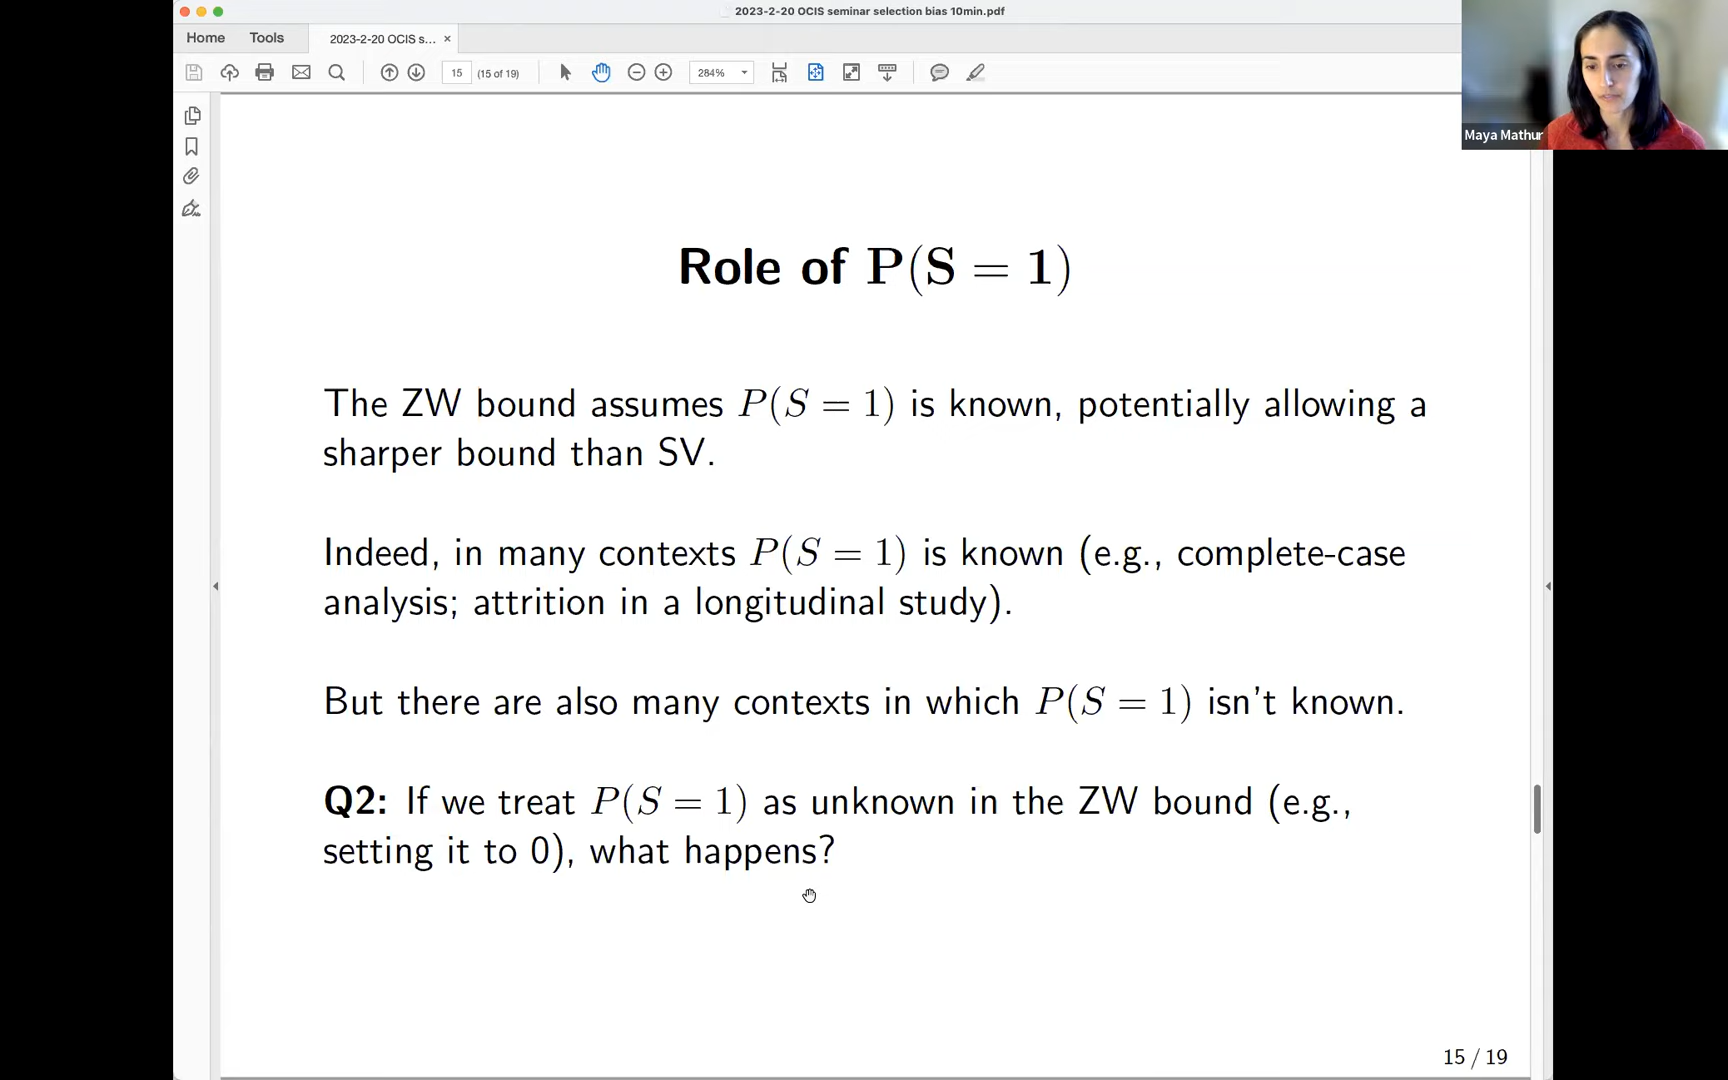 2023-2-20 OCIS seminar selection bias 10min.pdf
Home Tools 2023-2-20 OCIS s... ×
15 (15 of 19) 284%
Maya Mathur
Role of P(S = 1)
The ZW bound assumes P(S = 1) is known, potentially allowing a
sharper bound than SV.
Indeed, in many contexts P(S = 1) is known (e.g., complete-case
analysis; attrition in a longitudinal study).
But there are also many contexts in which P(S = 1) isn't known.
Q2: If we treat P(S = 1) as unknown in the ZW bound (e.g.,
setting it to 0), what happens?
15 / 19